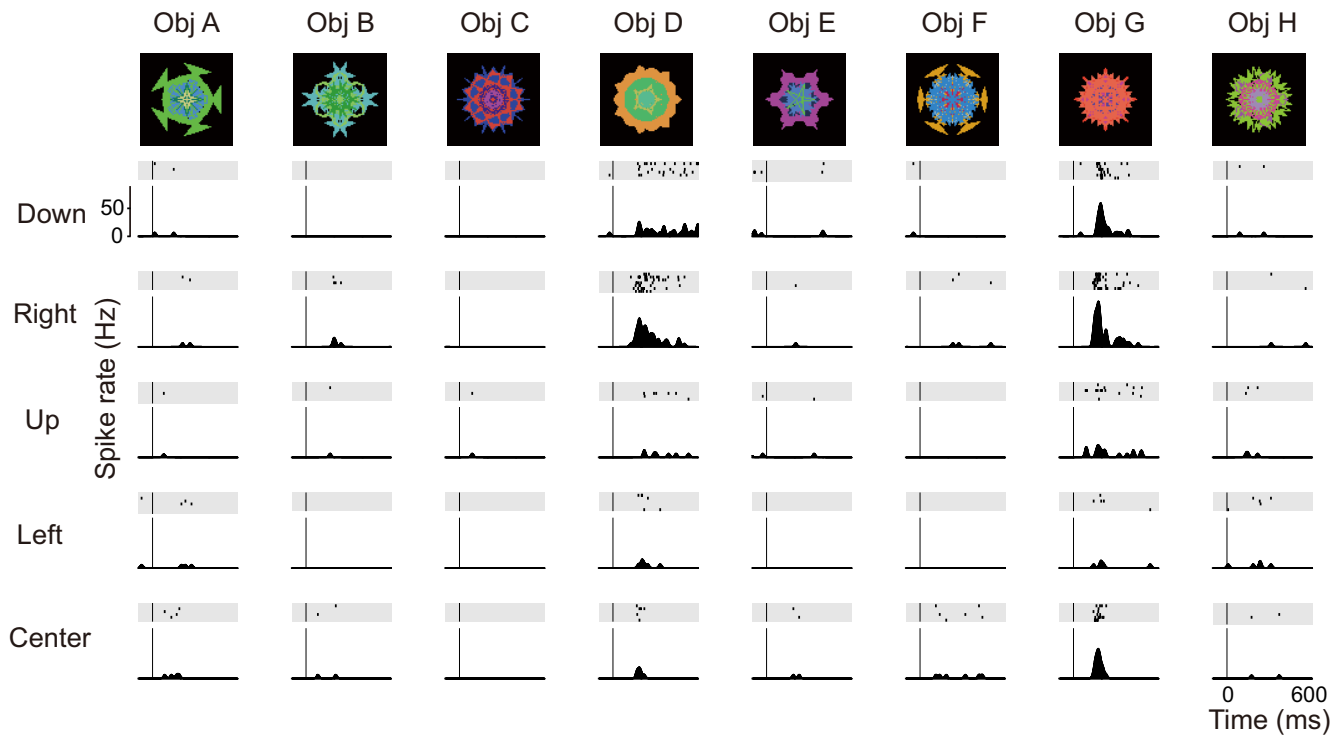 Obj A Obj B Obj C Obj D Obj E Obj F Obj G Obj H
Down
50
0
Right
Spike rate (Hz)
Up
Left
Center
0 600
Time (ms)